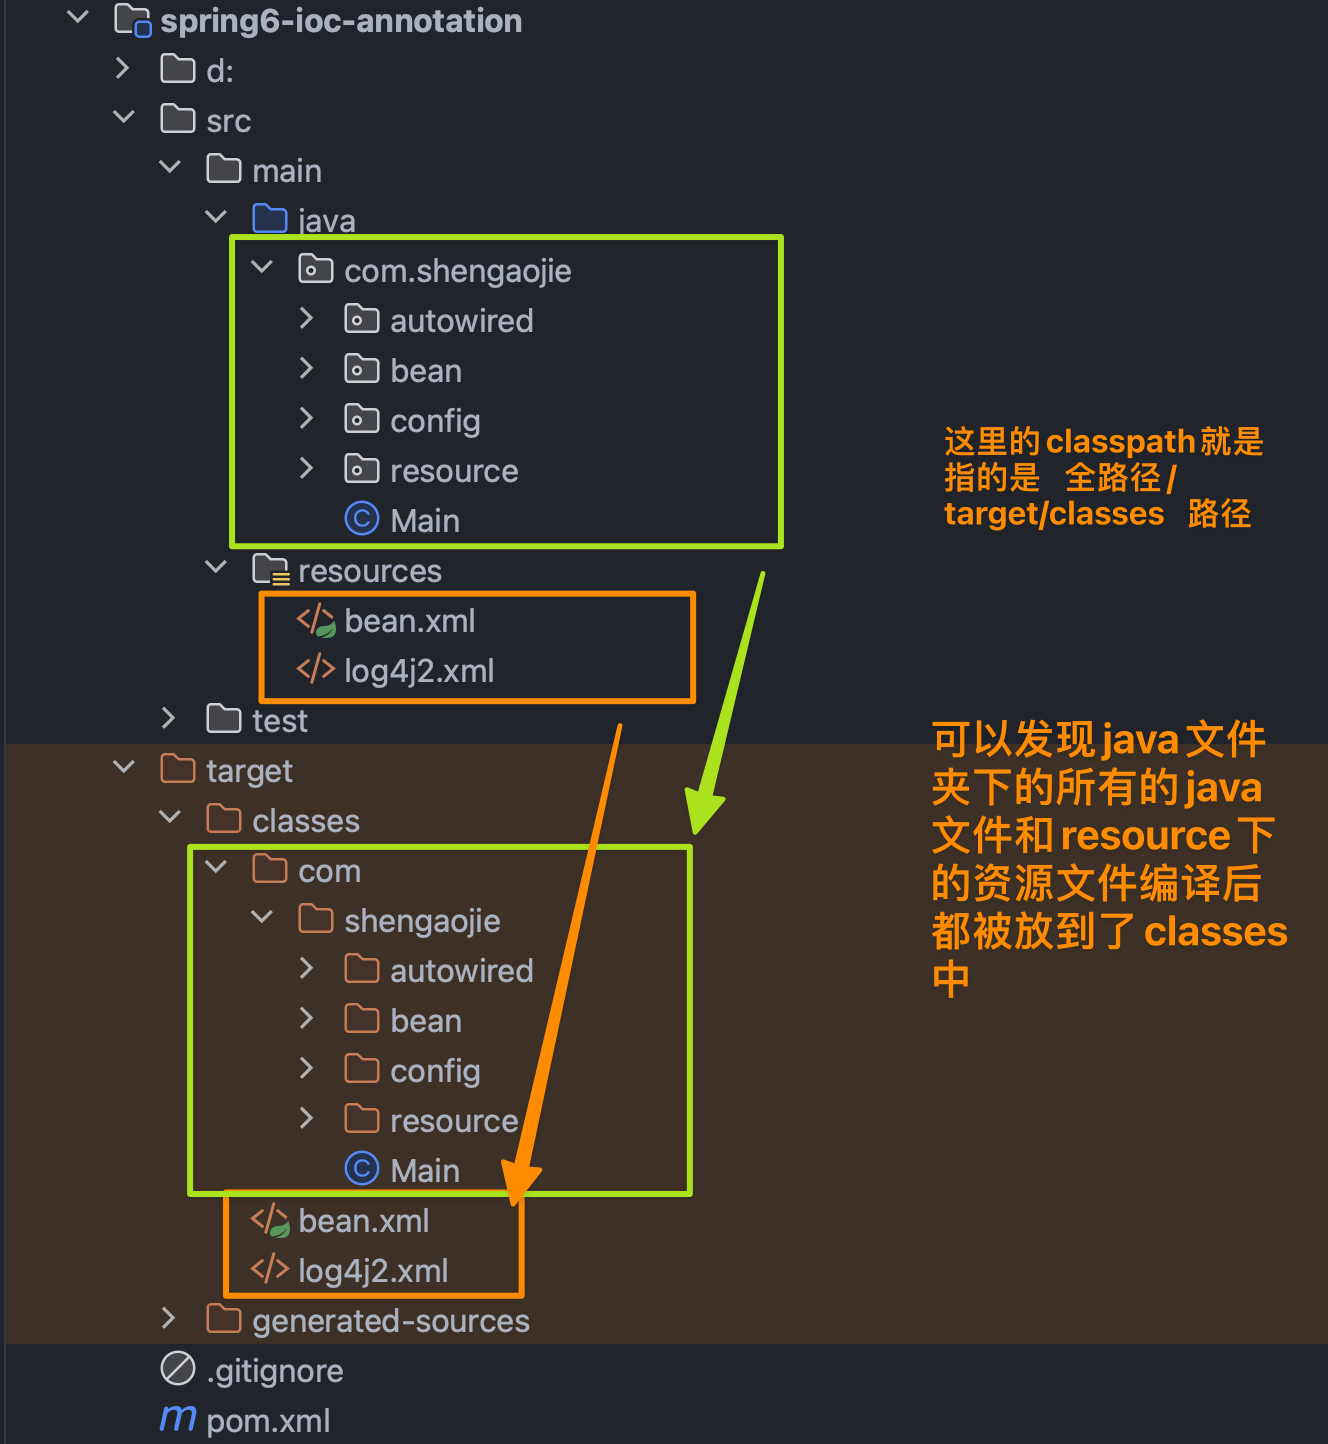 spring6-ioc-annotation
d:
src
main
java
com.shengaojie
autowired
bean
config
resource
Main
resources
bean.xml
log4j2.xml
test
target
classes
com
shengaojie
autowired
bean
config
resource
Main
bean.xml
log4j2.xml
generated-sources
.gitignore
pom.xml
这里的classpath就是
指的是 全路径/
target/classes 路径
可以发现java文件
夹下的所有的java
文件和resource下
的资源文件编译后
都被放到了classes
中